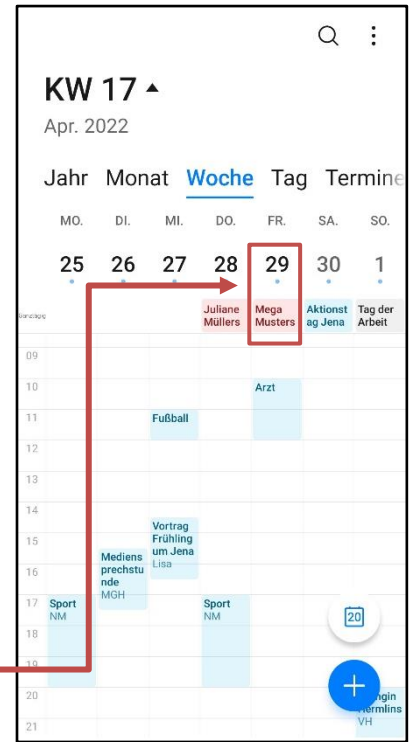 KW 17
Apr. 2022
Jahr Monat Woche Tag Termine
MO. DI. MI. DO. FR. SA. SO.
25 26 27 28 29 30 1
Ganztägig
Juliane Müllers
Mega Musters
Aktionst
ag Jena
Tag der
Arbeit
09
10
Arzt
11
Fußball
12
13
14
Vortrag
Frühling
um Jena
Lisa
15
Mediens
prechstu
nde
MGH
16
17
Sport
NM
Sport
NM
20
18
19
20
21
ngin
Hermlins
VH